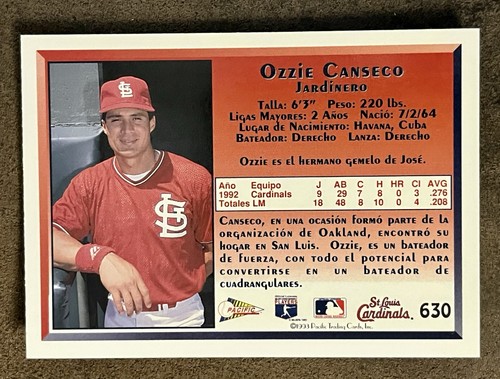 Ozzie Canseco
Jardinero
Talla: 6'3" Peso: 220 lbs.
Ligas Mayores: 2 Años Nació: 7/2/64
Lugar de Nacimiento: Havana, Cuba
Bateador: Derecho Lanza: Derecho
Ozzie es el hermano gemelo de José.
Año Equipo J AB C H HR CI AVG
1992 Cardinals 9 29 7 8 0 3 .276
Totales LM 18 48 8 10 0 4 .208
Canseco, en una ocasión formó parte de la
organización de Oakland, encontró su
hogar en San Luis. Ozzie, es un bateador
de fuerza, con todo el potencial para
convertirse en un bateador de
cuadrangulares.
PACIFIC
PLAYERS
St. Louis
Cardinals.
630
©1993 Pacific Trading Cards, Inc.